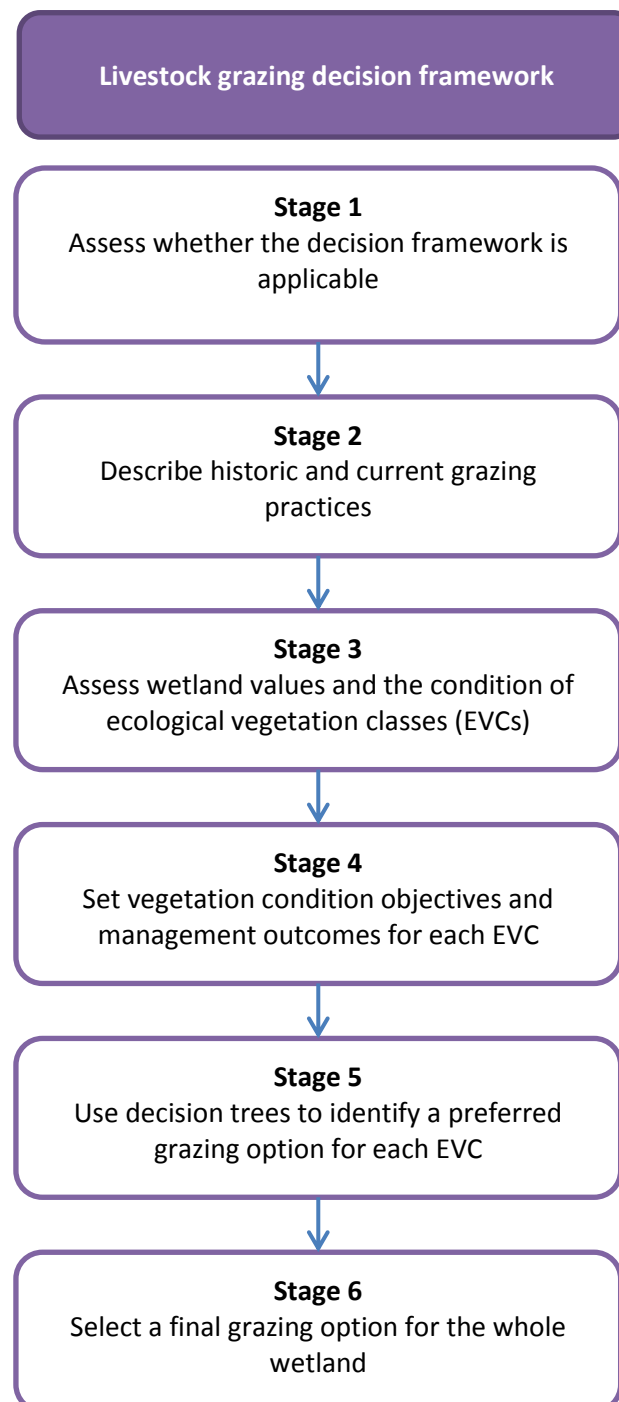 Livestock grazing decision framework
Stage 1
Assess whether the decision framework is
applicable
Stage 2
Describe historic and current grazing
practices
Stage 3
Assess wetland values and the condition of
ecological vegetation classes (EVCs)
Stage 4
Set vegetation condition objectives and
management outcomes for each EVC
Stage 5
Use decision trees to identify a preferred
grazing option for each EVC
Stage 6
Select a final grazing option for the whole
wetland